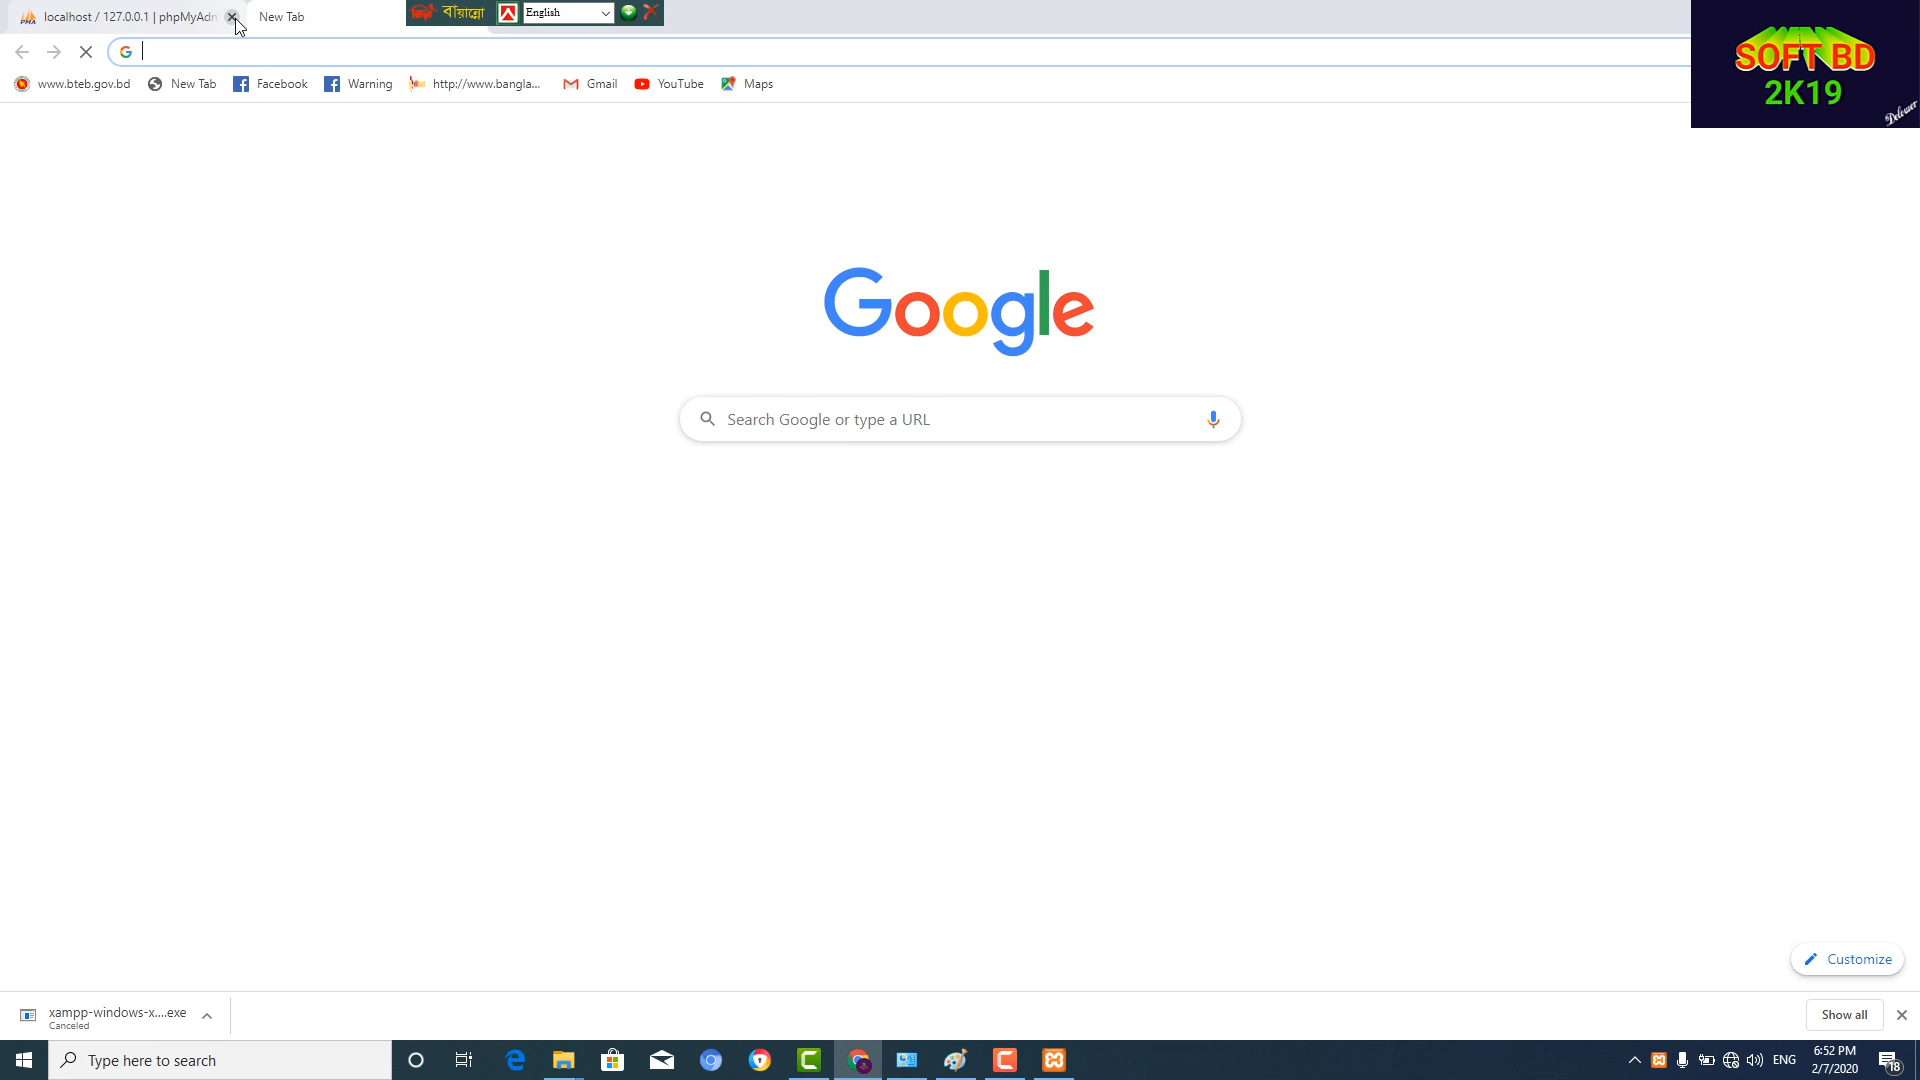 localhost / 127.0.0.1 | phpMyAdm
New Tab
বায়ান্নো
English
www.bteb.gov.bd
New Tab
Facebook
Warning
http://www.bangla...
Gmail
YouTube
Maps
SOFT BD
2K19
Delower
Google
Search Google or type a URL
Customize
xampp-windows-x....exe
Canceled
Show all
Type here to search
ENG
6:52 PM
2/7/2020
18